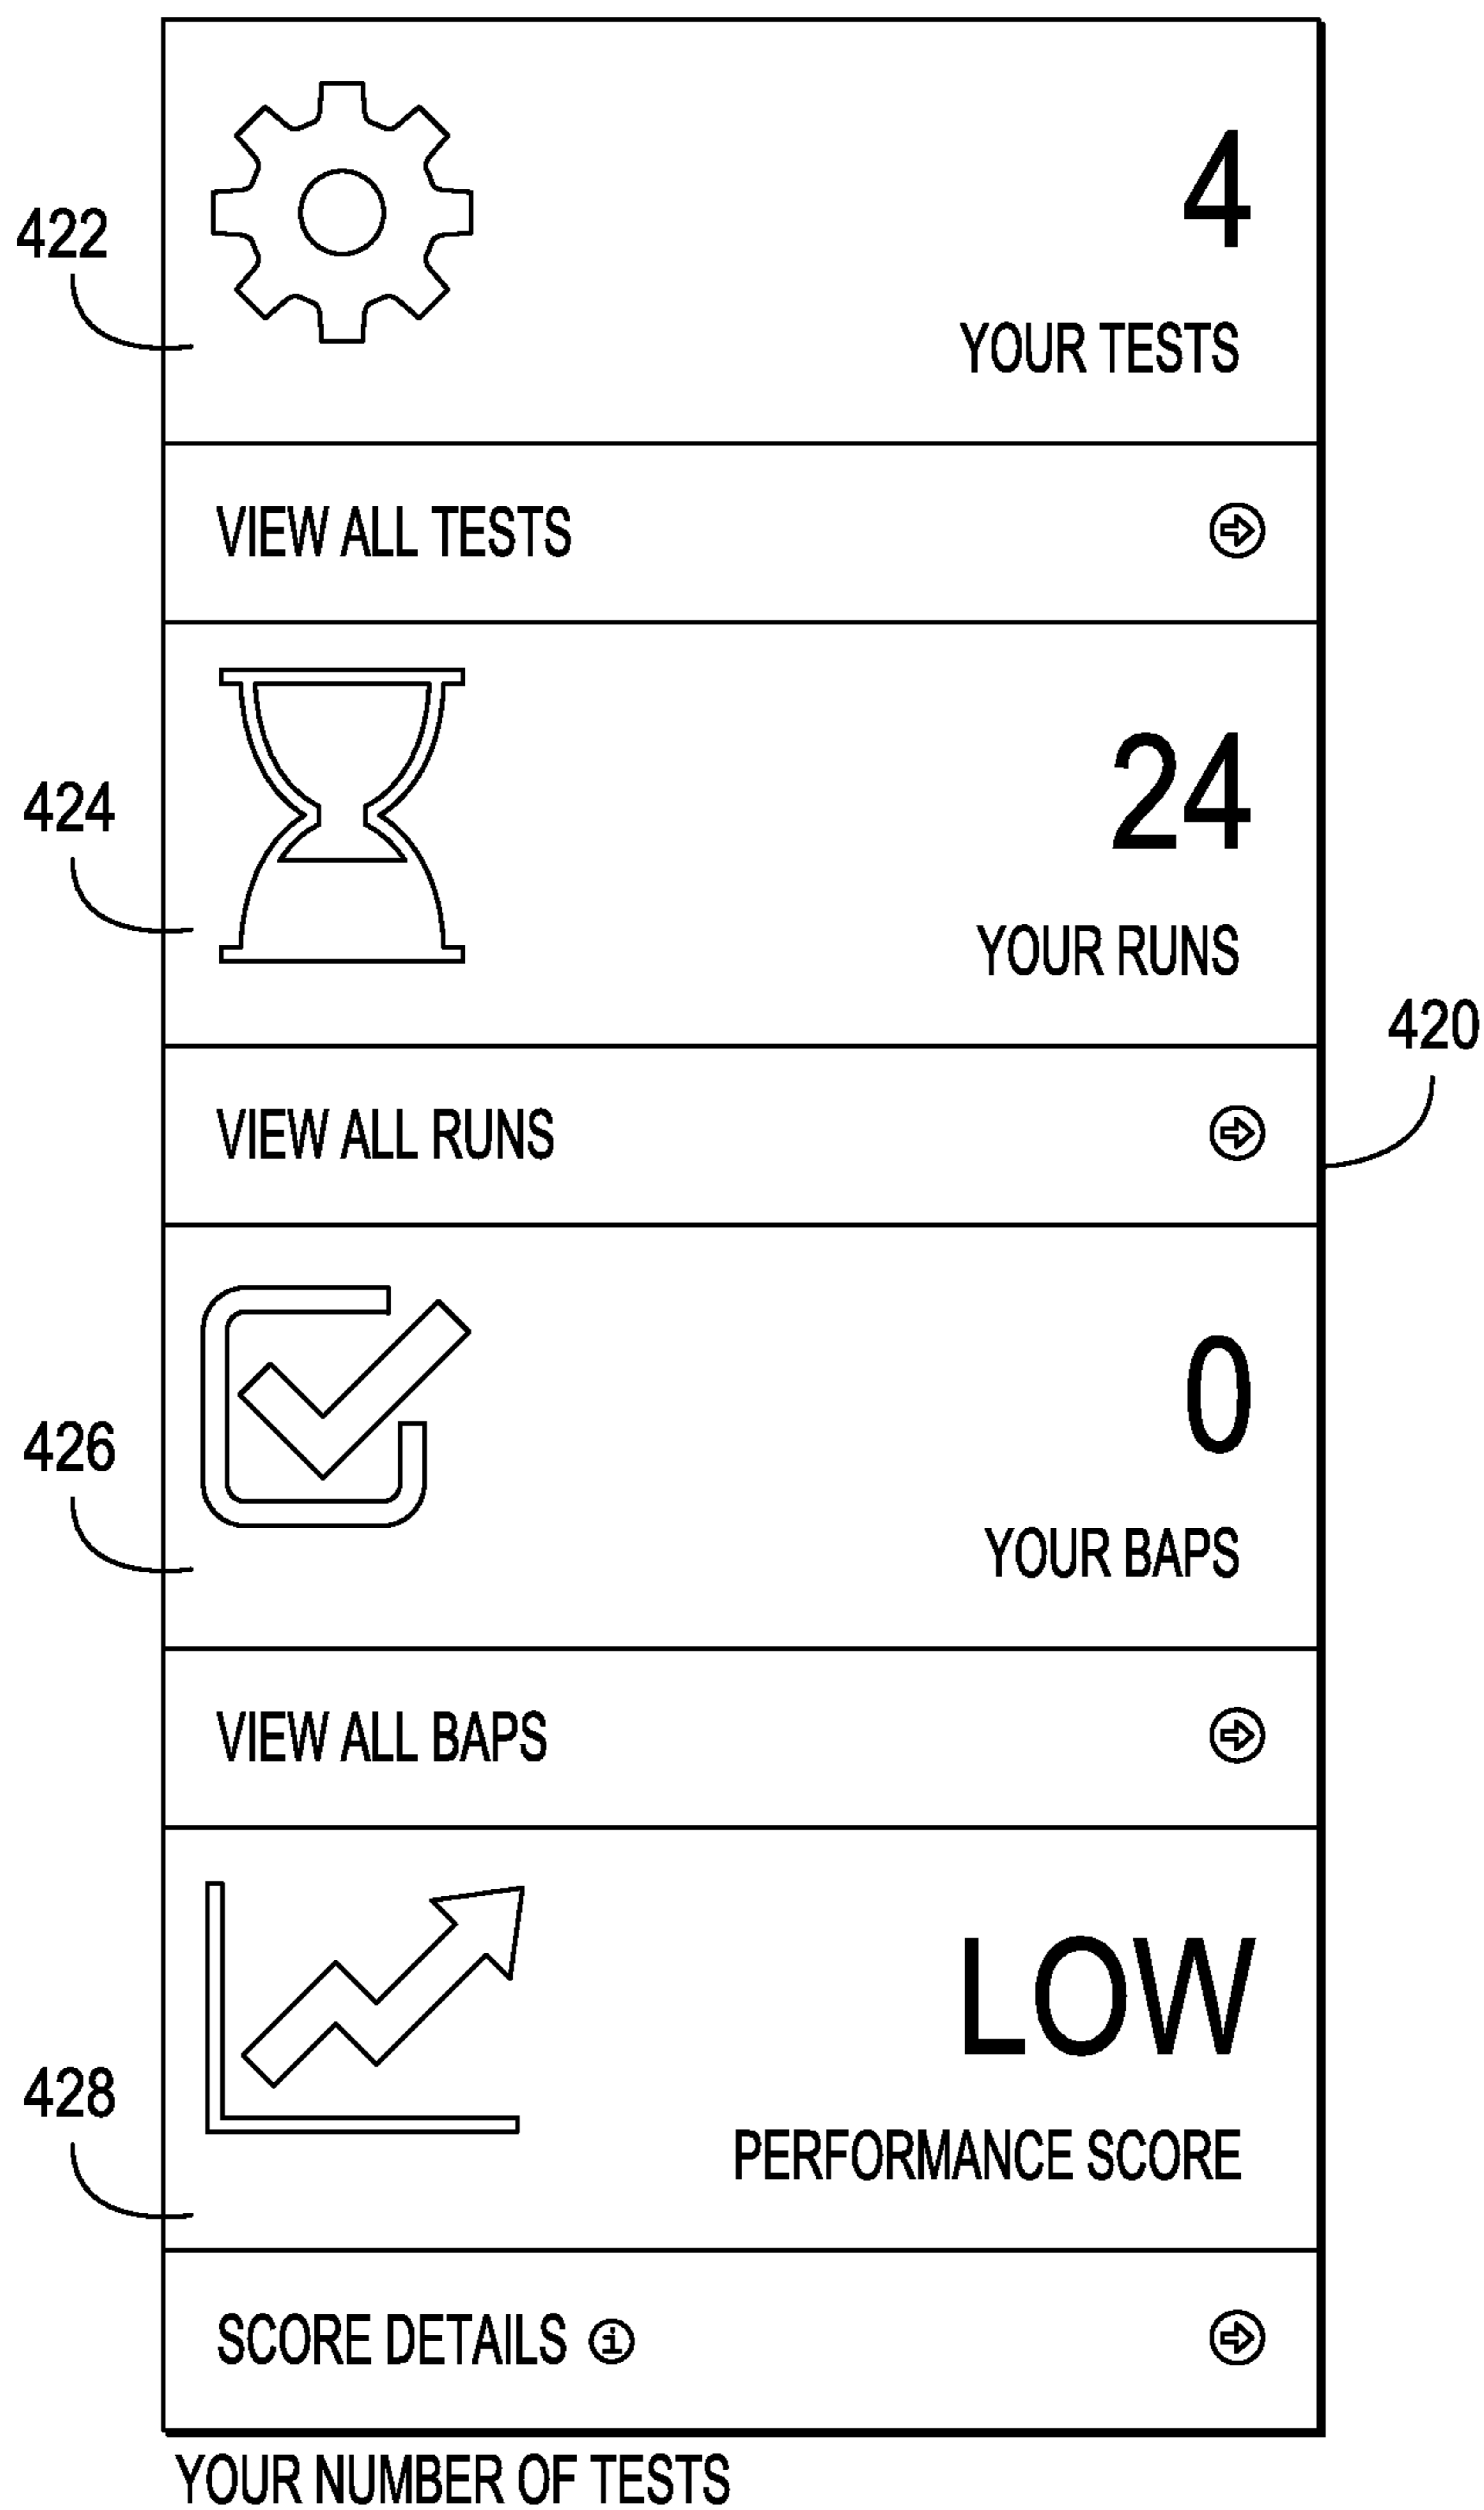 4
422
YOUR TESTS
VIEW ALL TESTS
24
424
YOUR RUNS
420
VIEW ALL RUNS
0
426
YOUR BAPS
VIEW ALL BAPS
LOW
428
PERFORMANCE SCORE
SCORE DETAILS i
YOUR NUMBER OF TESTS